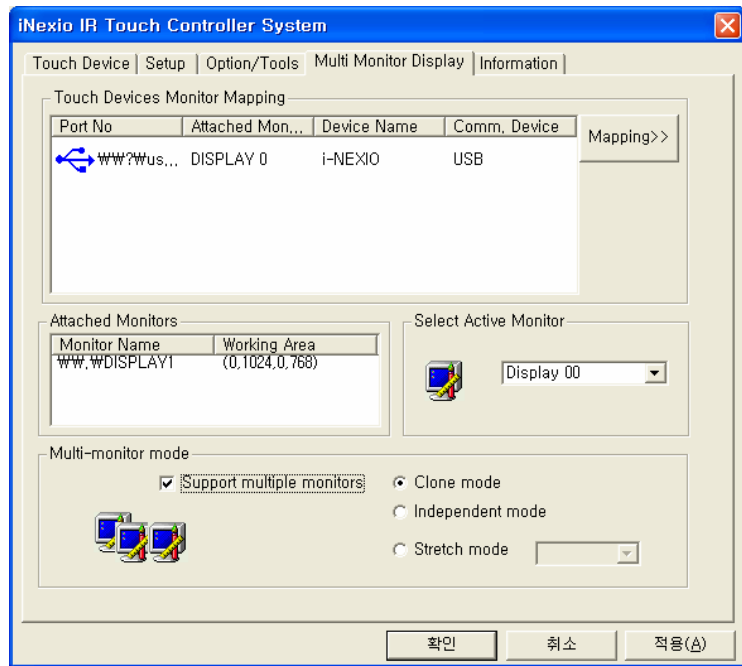 iNexio IR Touch Controller System
Touch Device Setup Option/Tools Multi Monitor Display Information
Touch Devices Monitor Mapping
Port No Attached Mon... Device Name Comm. Device
Mapping>>
₩₩?₩us... DISPLAY 0 i-NEXIO USB
Attached Monitors
Monitor Name Working Area
₩₩.₩DISPLAY1 (0,1024,0,768)
Select Active Monitor
Display 00
Multi-monitor mode
Support multiple monitors
Clone mode
Independent mode
Stretch mode
확인 취소 적용(A)